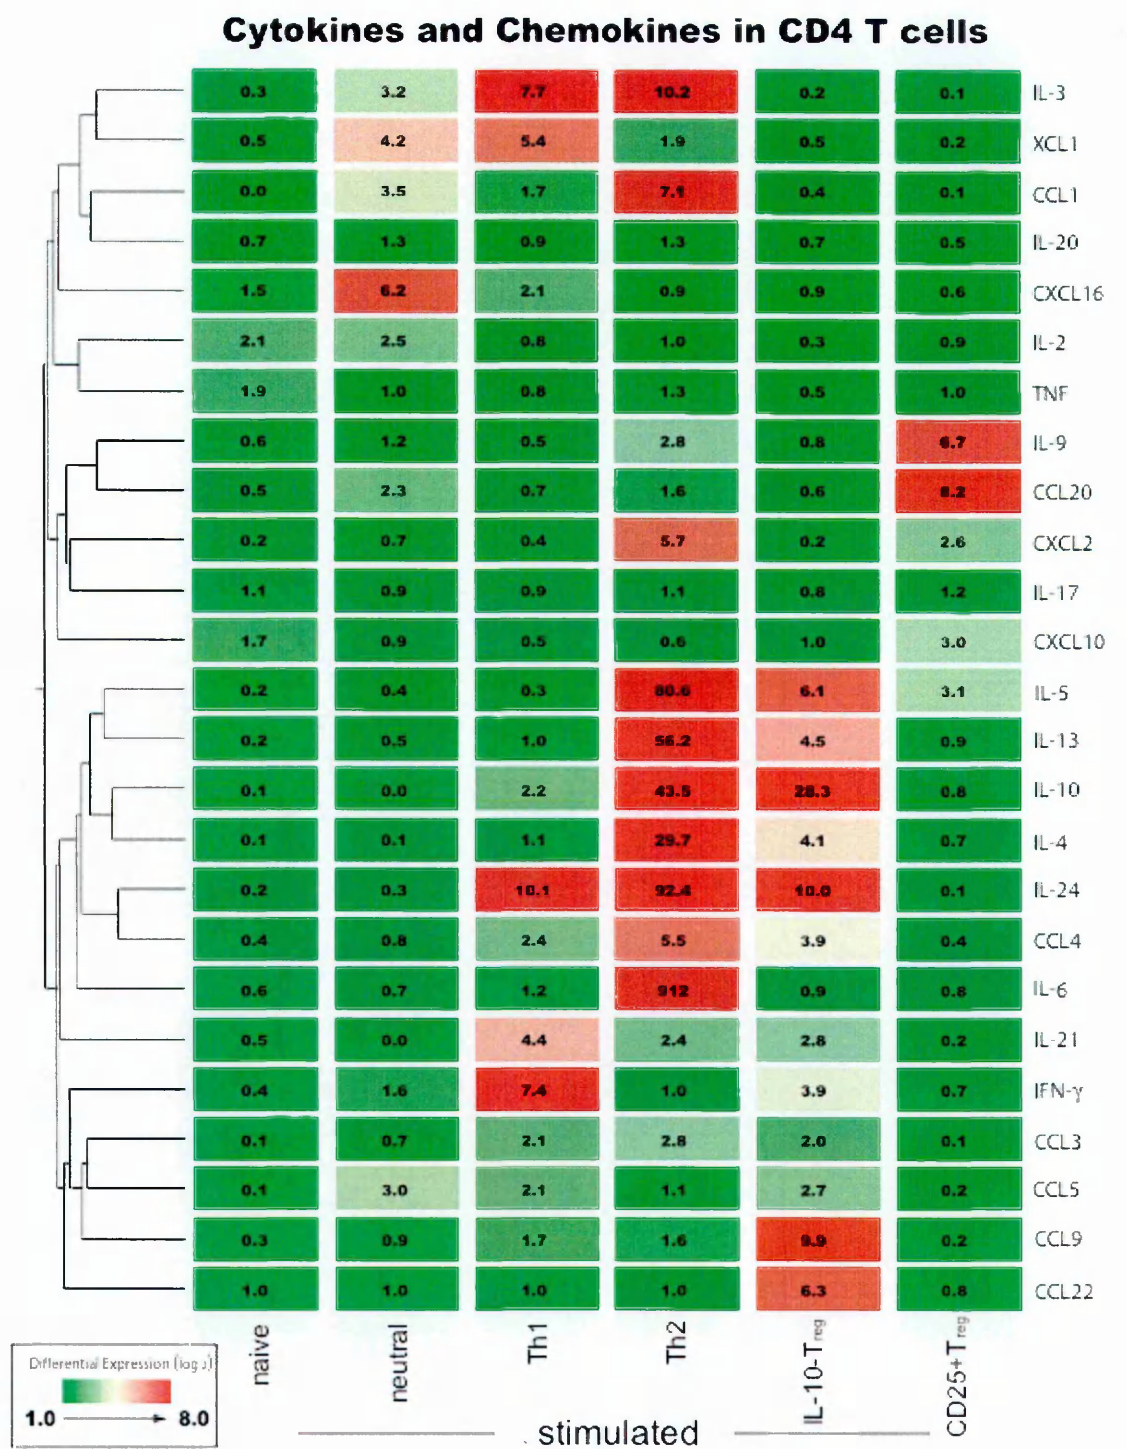 Cytokines and Chemokines in CD4 T cells
0.3 3.2 7.7 10.2 0.2 0.1 IL-3
0.5 4.2 5.4 1.9 0.5 0.2 XCL1
0.0 3.5 1.7 7.1 0.4 0.1 CCL1
0.7 1.3 0.9 1.3 0.7 0.5 IL-20
1.5 6.2 2.1 0.9 0.9 0.6 CXCL16
2.1 2.5 0.8 1.0 0.3 0.9 IL-2
1.9 1.0 0.8 1.3 0.5 1.0 TNF
0.6 1.2 0.5 2.8 0.8 6.7 IL-9
0.5 2.3 0.7 1.6 0.6 CCL20
0.2 0.7 0.4 5.7 0.2 2.6 CXCL2
1.1 0.9 0.9 1.1 0.8 1.2 IL-17
1.7 0.9 0.5 0.6 1.0 3.0 CXCL10
0.2 0.4 0.3 6.1 3.1 IL-5
0.2 0.5 1.0 56.2 4.5 0.9 IL-13
0.1 0.0 2.2 43.5 28.3 0.8 IL-10
0.1 0.1 1.1 29.7 4.1 0.7 IL-4
0.2 0.3 10.1 92.4 10.0 0.1 IL-24
0.4 0.8 2.4 5.5 3.9 0.4 CCL4
0.6 0.7 1.2 912 0.9 0.8 IL-6
0.5 0.0 4.4 2.4 2.8 0.2 IL-21
0.4 1.6 7.4 1.0 3.9 0.7 IFN-γ
0.1 0.7 2.1 2.8 2.0 0.1 CCL3
0.1 3.0 2.1 1.1 2.7 0.2 CCL5
0.3 0.9 1.7 1.6 9.9 0.2 CCL9
1.0 1.0 1.0 1.0 6.3 0.8 CCL22
naive neutral Th1 Th2 IL-10-Treg CD25+Treg
Differential Expression (log)
1.0 8.0
stimulated